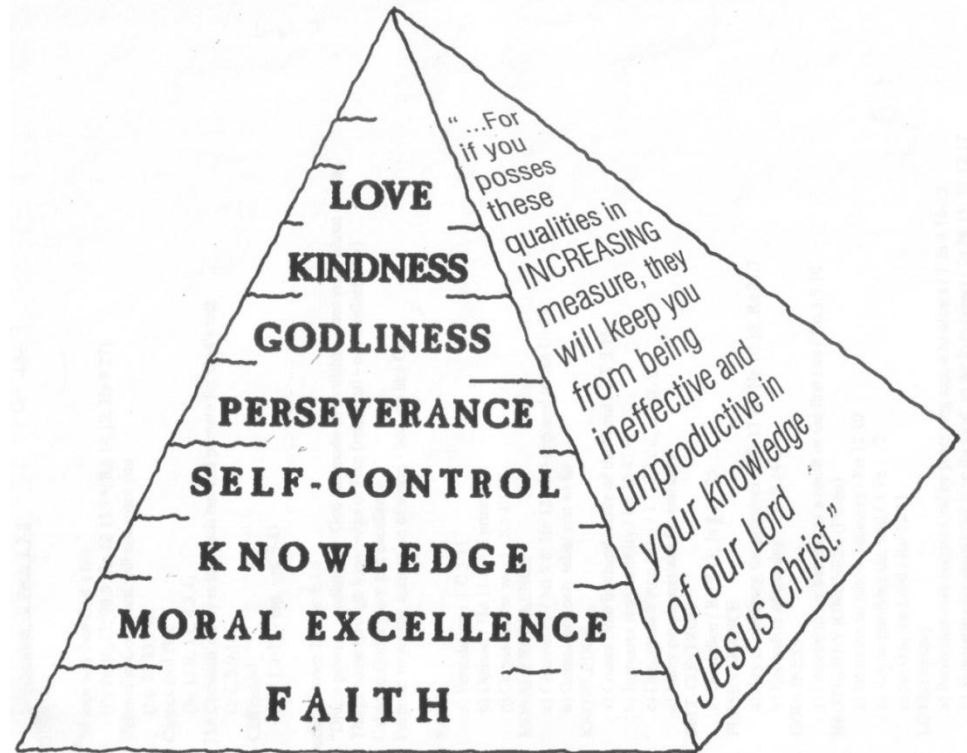 LOVE
KINDNESS
GODLINESS
PERSEVERANCE
SELF-CONTROL
KNOWLEDGE
MORAL EXCELLENCE
FAITH
" ...For
if you
posses
these
qualities in
INCREASING
measure, they
will keep you
from being
ineffective and
unproductive in
your knowledge
of our Lord
Jesus Christ."